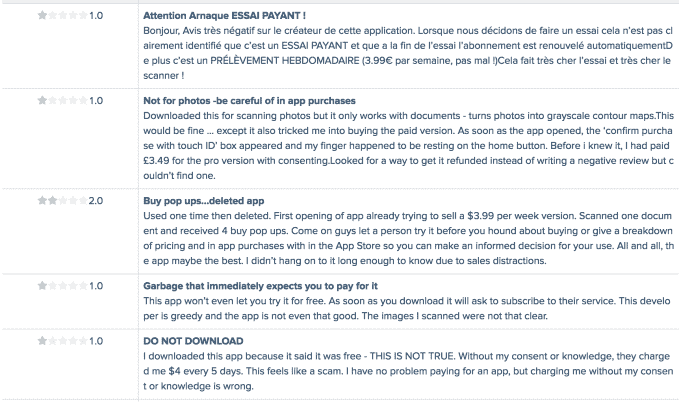 1.0
Attention Arnaque ESSAI PAYANT !
Bonjour, Avis très négatif sur le créateur de cette application. Lorsque nous décidons de faire un essai cela n'est pas cl
airement identifié que c'est un ESSAI PAYANT et que a la fin de l'essai l'abonnement est renouvelé automatiquementD
e plus c'est un PRÉLÈVEMENT HEBDOMADAIRE (3.99€ par semaine, pas mal !)Cela fait très cher l'essai et très cher le
scanner !
1.0
Not for photos -be careful of in app purchases
Downloaded this for scanning photos but it only works with documents - turns photos into grayscale contour maps.This
would be fine ... except it also tricked me into buying the paid version. As soon as the app opened, the 'confirm purcha
se with touch ID' box appeared and my finger happened to be resting on the home button. Before i knew it, I had paid
£3.49 for the pro version with consenting.Looked for a way to get it refunded instead of writing a negative review but c
ouldn't find one.
2.0
Buy pop ups...deleted app
Used one time then deleted. First opening of app already trying to sell a $3.99 per week version. Scanned one docum
ent and received 4 buy pop ups. Come on guys let a person try it before you hound about buying or give a breakdown
of pricing and in app purchases with in the App Store so you can make an informed decision for your use. All and all, th
e app maybe the best. I didn't hang on to it long enough to know due to sales distractions.
1.0
Garbage that immediately expects you to pay for it
This app won't even let you try it for free. As soon as you download it will ask to subscribe to their service. This develo
per is greedy and the app is not even that good. The images I scanned were not that clear.
1.0
DO NOT DOWNLOAD
I downloaded this app because it said it was free - THIS IS NOT TRUE. Without my consent or knowledge, they charge
d me $4 every 5 days. This feels like a scam. I have no problem paying for an app, but charging me without my consen
t or knowledge is wrong.